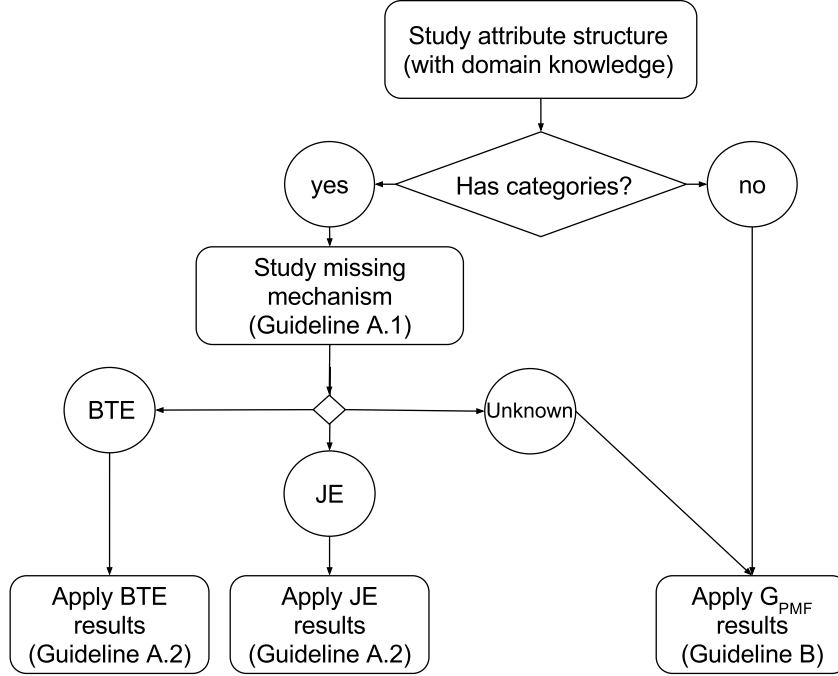 Study attribute structure
(with domain knowledge)
Has categories?
yes
no
Study missing
mechanism
(Guideline A.1)
BTE
Unknown
JE
Apply BTE
results
(Guideline A.2)
Apply JE
results
(Guideline A.2)
Apply G_PMF
results
(Guideline B)